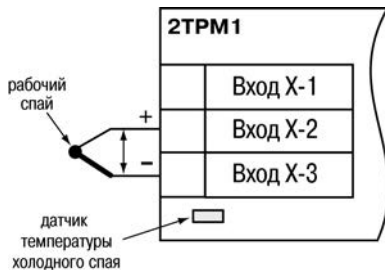 2ТРМ1
рабочий
спай
+
−
Вход X-1
Вход X-2
Вход X-3
датчик
температуры
холодного спая